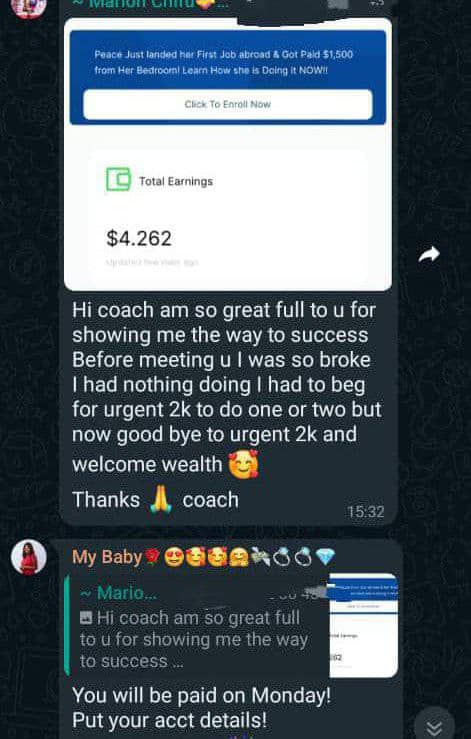 ~ Marion Chifu💝...
Peace Just landed her First Job abroad & Got Paid $1,500
from Her Bedroom! Learn How she is Doing it NOW!!
Click To Enroll Now
Total Earnings
$4.262
Hi coach am so great full to u for
showing me the way to success
Before meeting u I was so broke
I had nothing doing I had to beg
for urgent 2k to do one or two but
now good bye to urgent 2k and
welcome wealth 🥰
Thanks 🙏 coach
15:32
My Baby🌹😍🥰🥰🤗💸💍💍💎
~ Mario...
Hi coach am so great full
to u for showing me the way
to success ...
You will be paid on Monday!
Put your acct details!